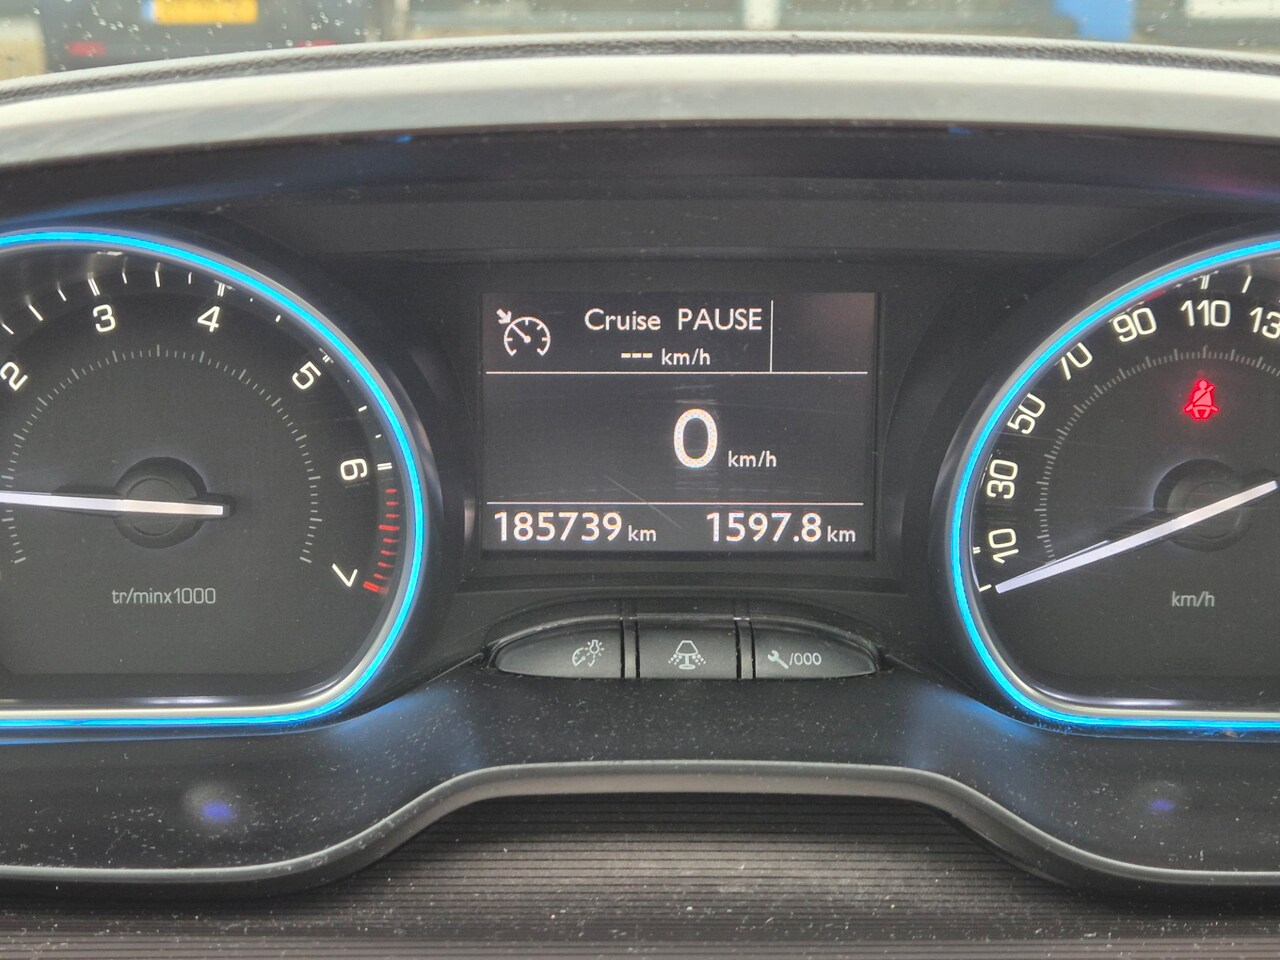 Cruise PAUSE
--- km/h
0 km/h
185739 km 1597.8 km
2 3 4 5 6 7
tr/minx1000
10 30 50 70 90 110
km/h
/000